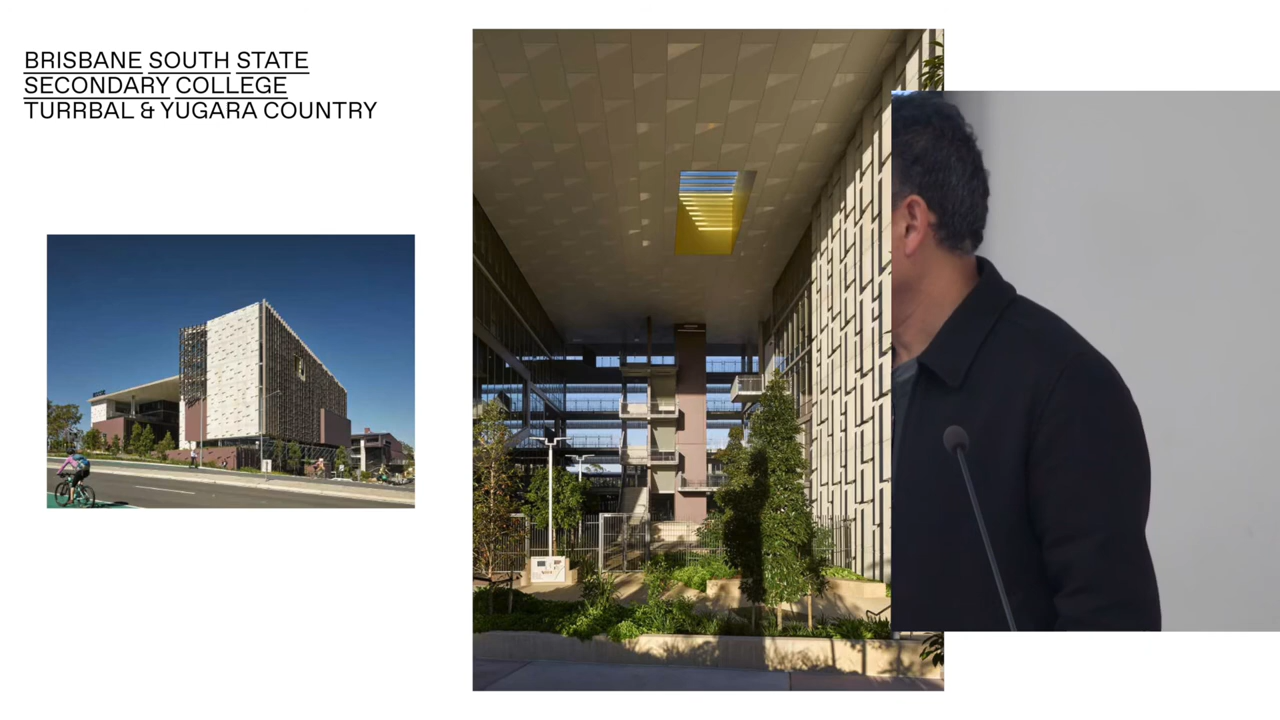 BRISBANE SOUTH STATE
SECONDARY COLLEGE
TURRBAL & YUGARA COUNTRY